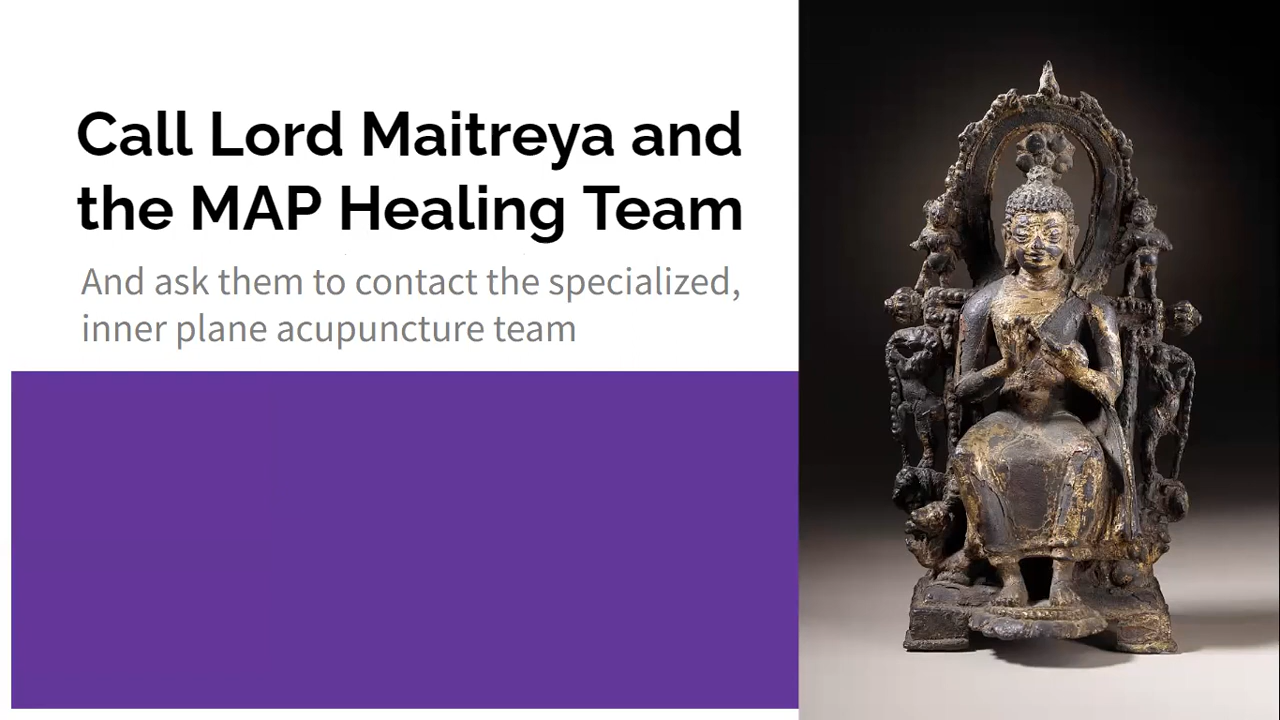 Call Lord Maitreya and
the MAP Healing Team
And ask them to contact the specialized,
inner plane acupuncture team